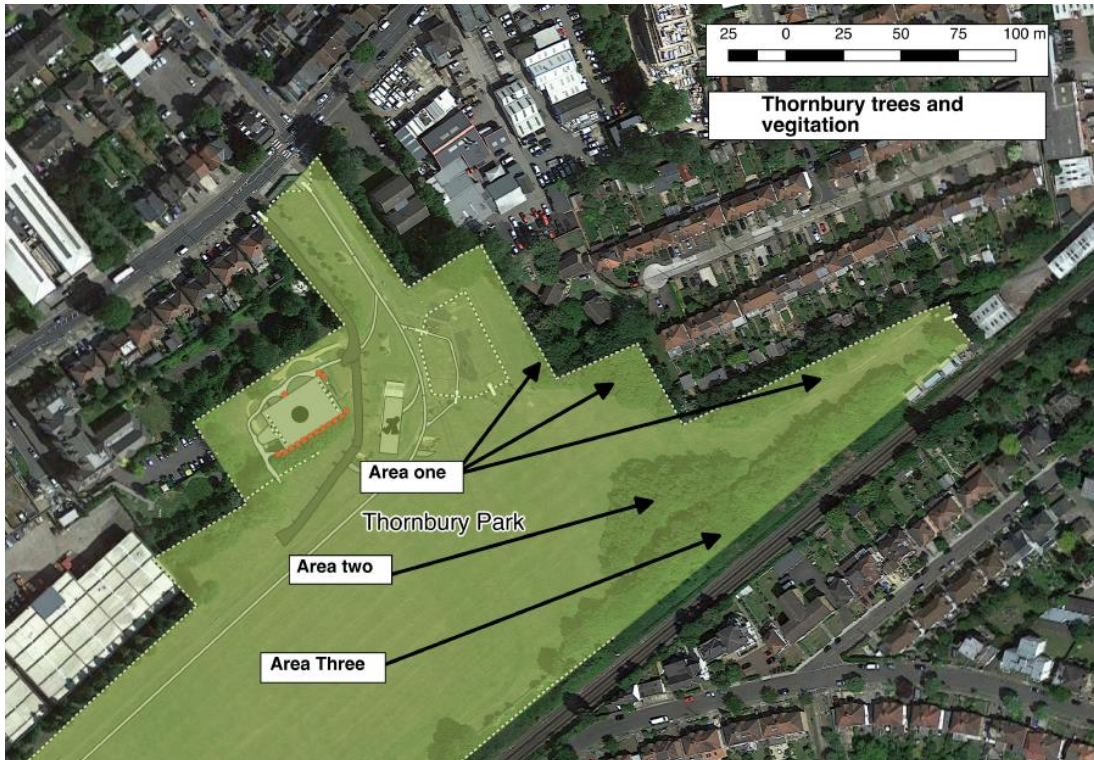 25 0 25 50 75 100 m
Thornbury trees and
vegitation
Area one
Thornbury Park
Area two
Area Three